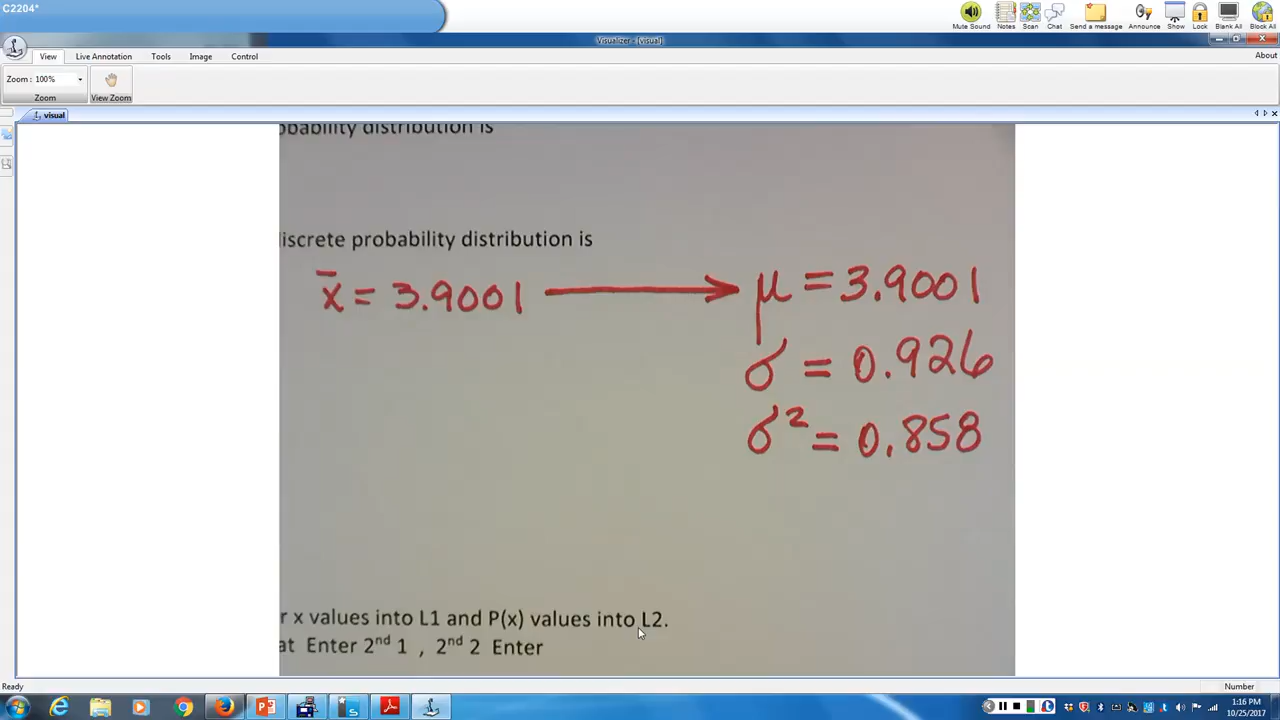 C2204*
Mute Sound Notes Scan Chat Send a message Announce Show Lock Blank All Block All
Visualizer - [visual]
View Live Annotation Tools Image Control About
Zoom : 100%
Zoom View Zoom
visual
obability distribution is
liscrete probability distribution is
x̄ = 3.9001 → μ = 3.9001
σ = 0.926
σ² = 0.858
r x values into L1 and P(x) values into L2.
at Enter 2nd 1 , 2nd 2 Enter
Ready Number
1:16 PM
10/25/2017